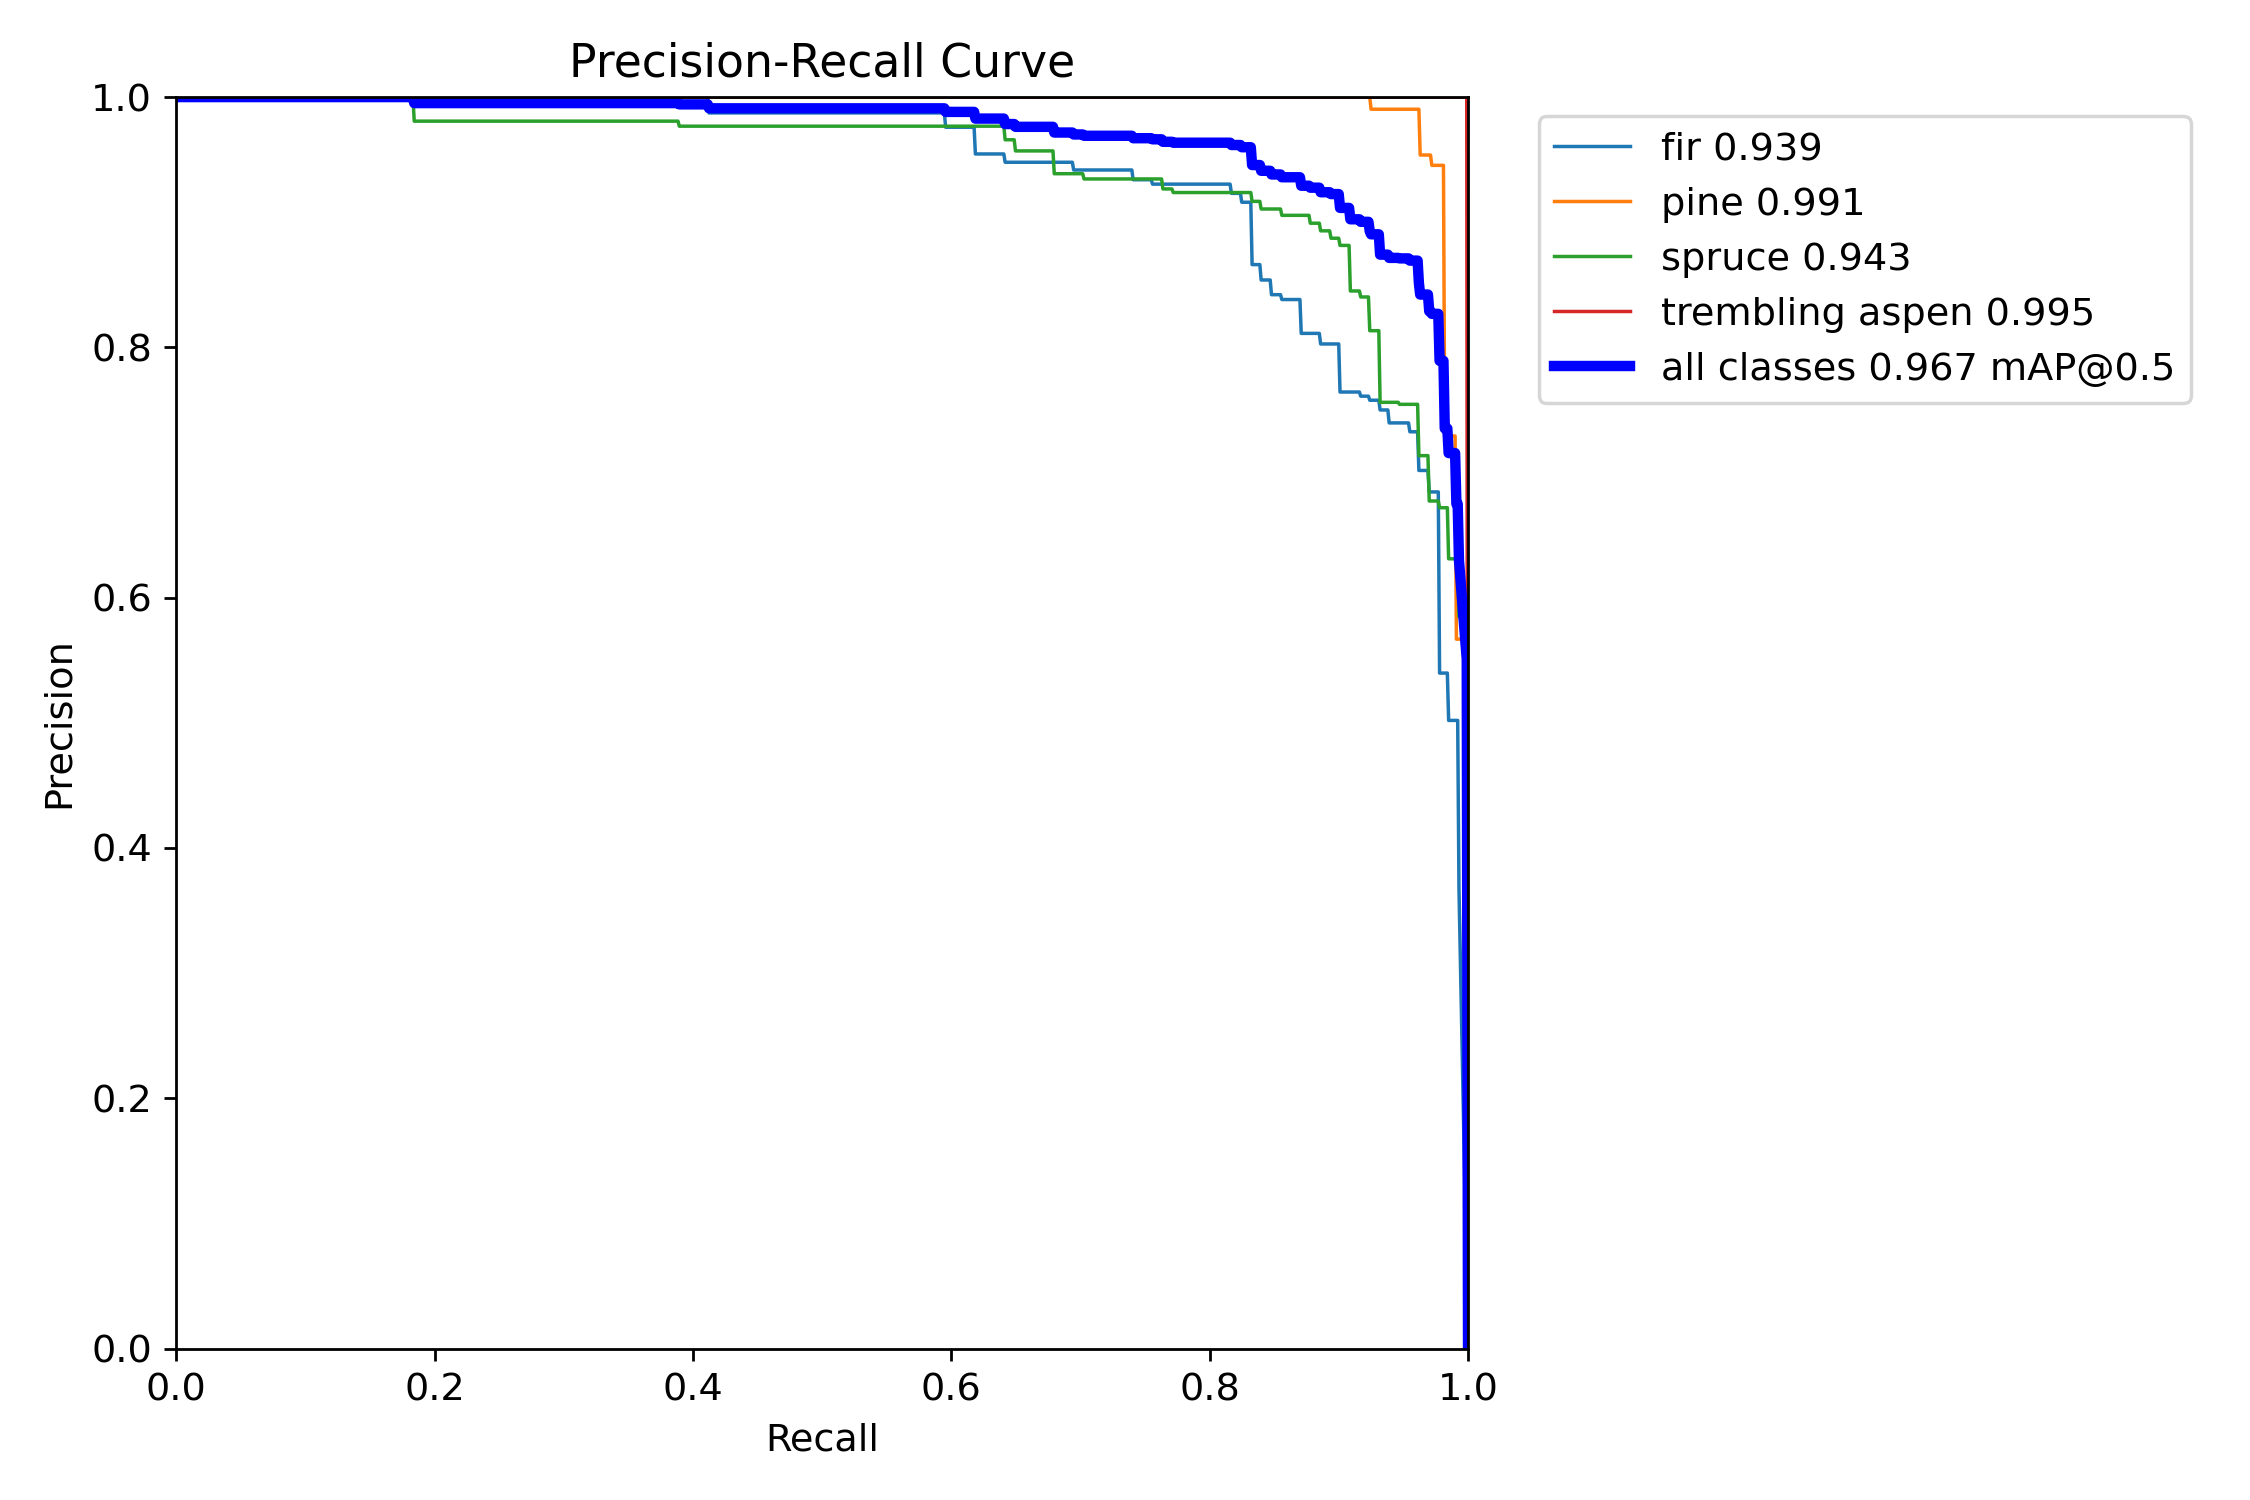 Precision-Recall Curve
1.0
0.8
0.6
0.4
0.2
0.0
Precision
0.0 0.2 0.4 0.6 0.8 1.0
Recall
fir 0.939
pine 0.991
spruce 0.943
trembling aspen 0.995
all classes 0.967 mAP@0.5